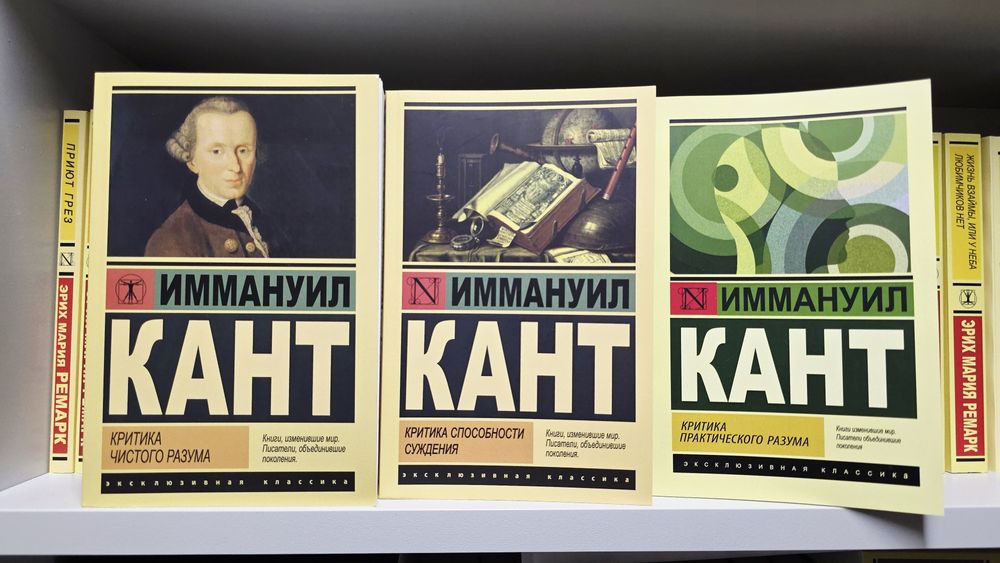 ПРИЮТ ГРЕЗ
ЭРИХ МАРИЯ РЕМАРК
ИММАНУИЛ
КАНТ
КРИТИКА
ЧИСТОГО РАЗУМА
Книги, изменившие мир.
Писатели, объединившие
поколения.
эксклюзивная классика
N
ИММАНУИЛ
КАНТ
КРИТИКА СПОСОБНОСТИ
СУЖДЕНИЯ
Книги, изменившие мир.
Писатели, объединившие
поколения.
эксклюзивная классика
N
ИММАНУИЛ
КАНТ
КРИТИКА
ПРАКТИЧЕСКОГО РАЗУМА
Книги изменившие мир.
Писатели объединившие
поколения
эксклюзивная классика
ЖИЗНЬ ВЗАЙМЫ, ИЛИ У НЕБА
ЛЮБИМЧИКОВ НЕТ
ЭРИХ МАРИЯ РЕМАРК